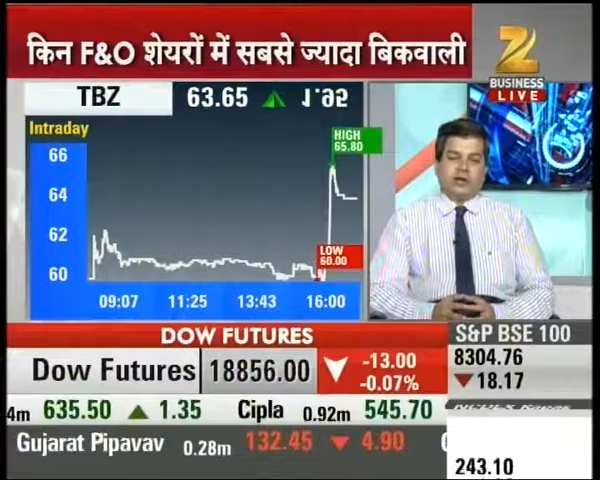 किन F&O शेयरों में सबसे ज्यादा बिकवाली
Z
BUSINESS
LIVE
TBZ 63.65
Intraday
66
64
62
60
HIGH
65.80
LOW
60.00
09:07 11:25 13:43 16:00
DOW FUTURES
Dow Futures 18856.00 -13.00
-0.07%
S&P BSE 100
8304.76
18.17
4m 635.50 1.35 Cipla 0.92m 545.70
Gujarat Pipavav 0.28m 132.45 4.90
243.10